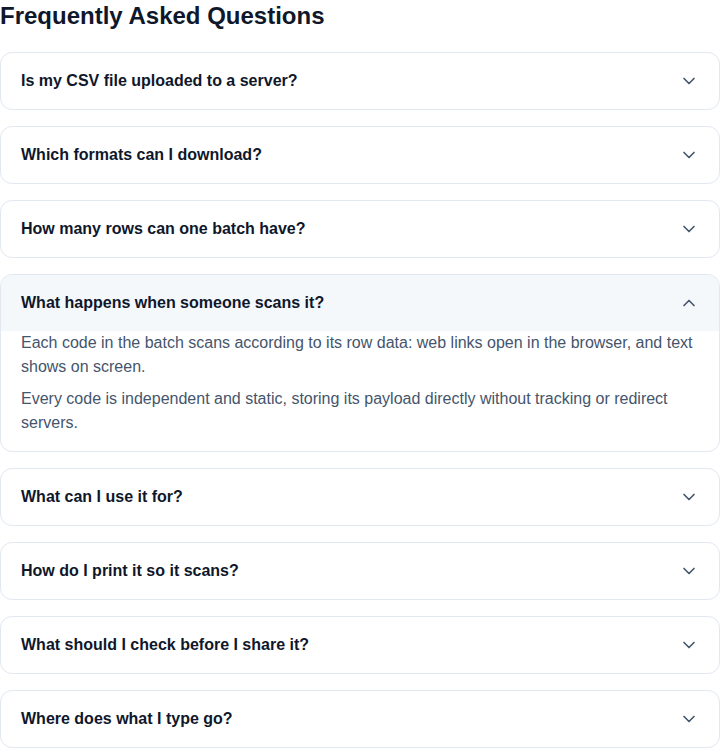 Frequently Asked Questions
Is my CSV file uploaded to a server?
Which formats can I download?
How many rows can one batch have?
What happens when someone scans it?
Each code in the batch scans according to its row data: web links open in the browser, and text
shows on screen.
Every code is independent and static, storing its payload directly without tracking or redirect
servers.
What can I use it for?
How do I print it so it scans?
What should I check before I share it?
Where does what I type go?